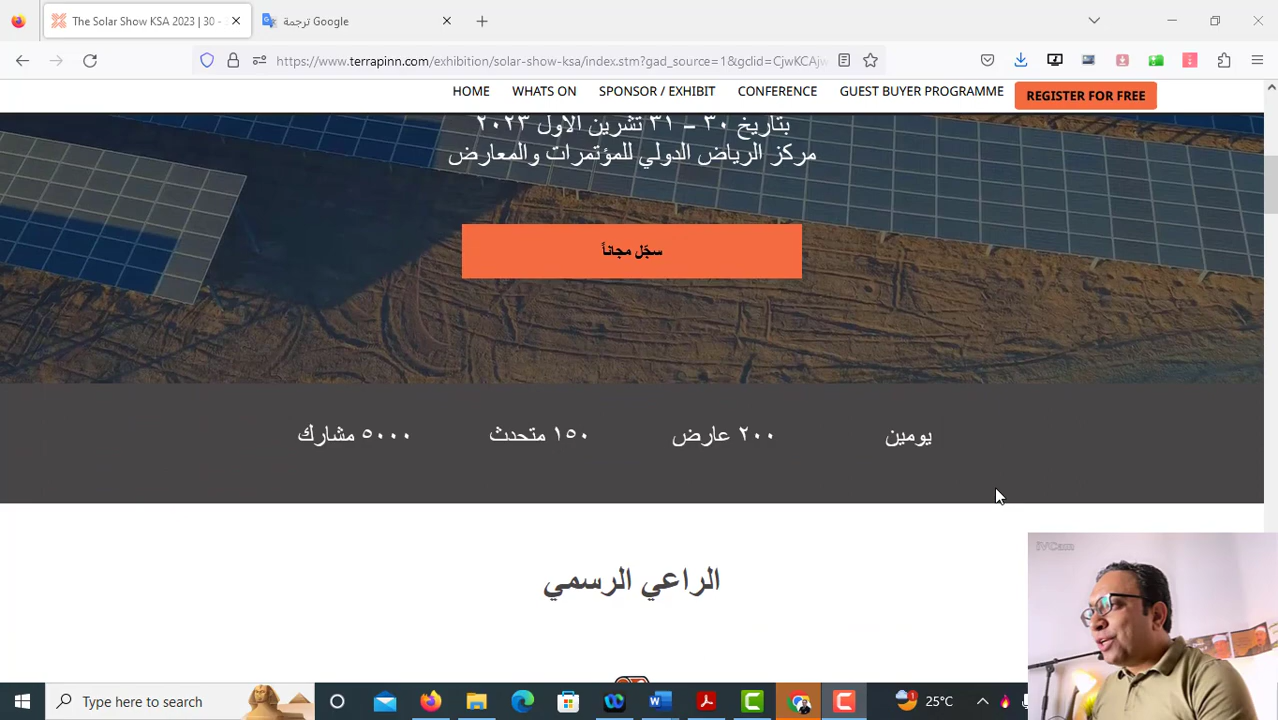 The Solar Show KSA 2023 | 30 -
ترجمة Google
https://www.terrapinn.com/exhibition/solar-show-ksa/index.stm?gad_source=1&gclid=CjwKCAjw
HOME
WHATS ON
SPONSOR / EXHIBIT
CONFERENCE
GUEST BUYER PROGRAMME
REGISTER FOR FREE
بتاريخ ٣٠ – ٣١ تشرين الأول ٢٠٢٣
مركز الرياض الدولي للمؤتمرات والمعارض
سجّل مجاناً
يومين
٢٠٠ عارض
١٥٠ متحدث
٥٠٠٠ مشارك
الراعي الرسمي
iVCam
Type here to search
25°C